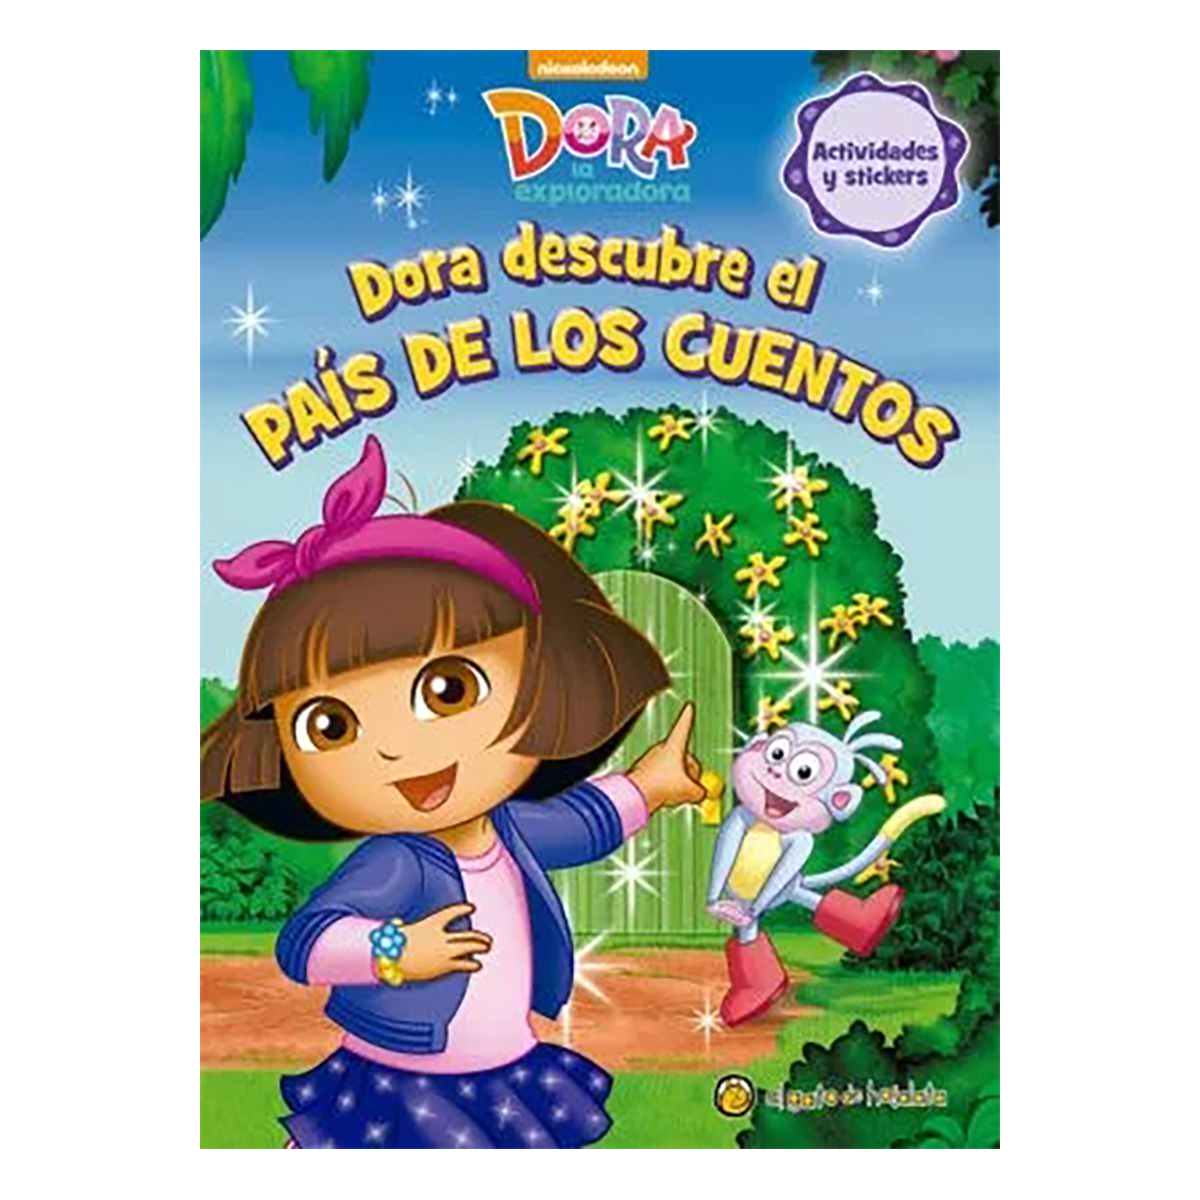 nickelodeon
DORA
la
exploradora
Actividades
y stickers
Dora descubre el
PAÍS DE LOS CUENTOS
el gato de hojalata